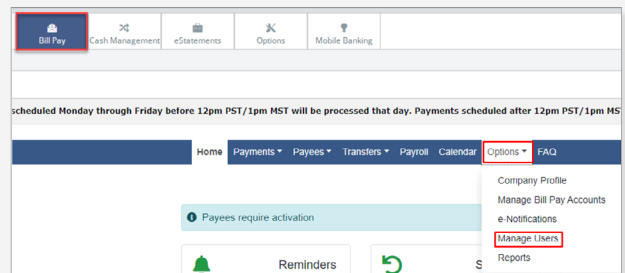 Bill Pay Cash Management eStatements Options Mobile Banking
scheduled Monday through Friday before 12pm PST/1pm MST will be processed that day. Payments scheduled after 12pm PST/1pm MS
Home Payments Payees Transfers Payroll Calendar Options FAQ
Company Profile
Manage Bill Pay Accounts
e-Notifications
Manage Users
Reports
Payees require activation
Reminders
S